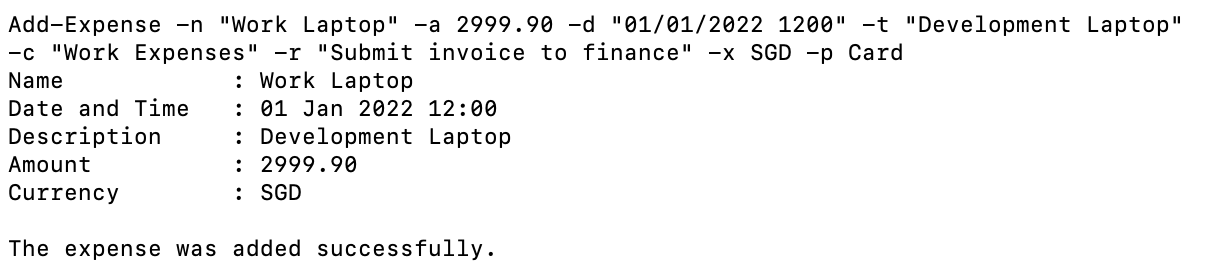 Add-Expense -n "Work Laptop" -a 2999.90 -d "01/01/2022 1200" -t "Development Laptop"
-c "Work Expenses" -r "Submit invoice to finance" -x SGD -p Card
Name            : Work Laptop
Date and Time   : 01 Jan 2022 12:00
Description     : Development Laptop
Amount          : 2999.90
Currency        : SGD

The expense was added successfully.